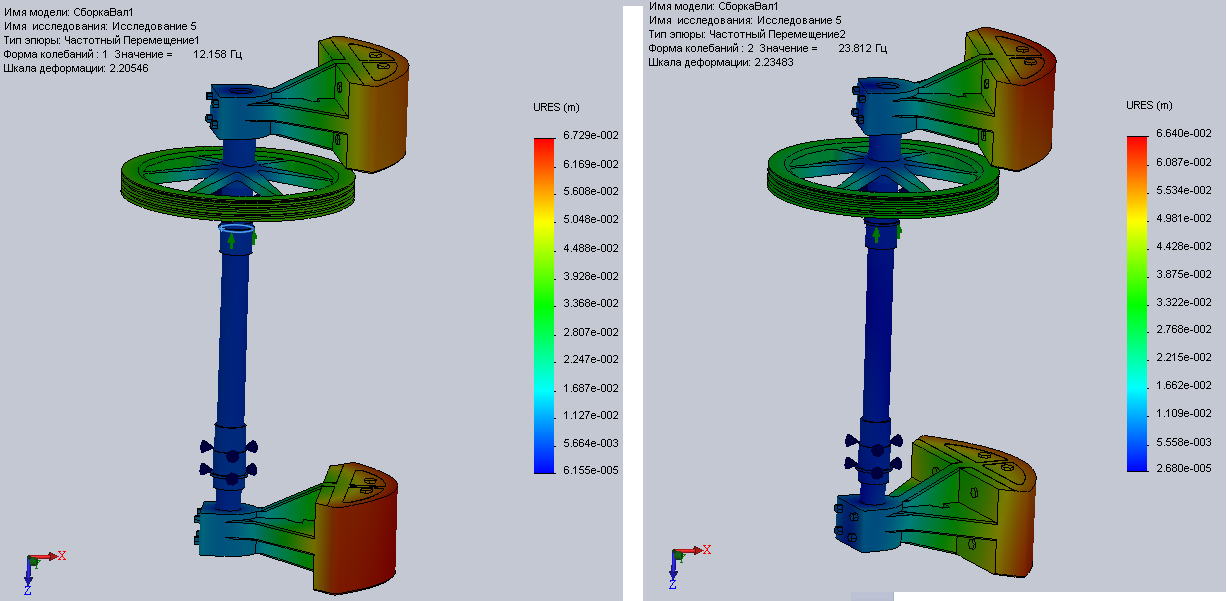 Имя модели: СборкаВал1
Имя исследования: Исследование 5
Тип эпюры: Частотный Перемещение1
Форма колебаний : 1 Значение = 12.158 Гц
Шкала деформации: 2.20546
URES (m)
6.729e-002
6.169e-002
5.608e-002
5.048e-002
4.488e-002
3.928e-002
3.368e-002
2.807e-002
2.247e-002
1.687e-002
1.127e-002
5.664e-003
6.155e-005
X
Y
Z
Имя модели: СборкаВал1
Имя исследования: Исследование 5
Тип эпюры: Частотный Перемещение2
Форма колебаний : 2 Значение = 23.812 Гц
Шкала деформации: 2.23483
URES (m)
6.640e-002
6.087e-002
5.534e-002
4.981e-002
4.428e-002
3.875e-002
3.322e-002
2.768e-002
2.215e-002
1.662e-002
1.109e-002
5.558e-003
2.680e-005
X
Y
Z